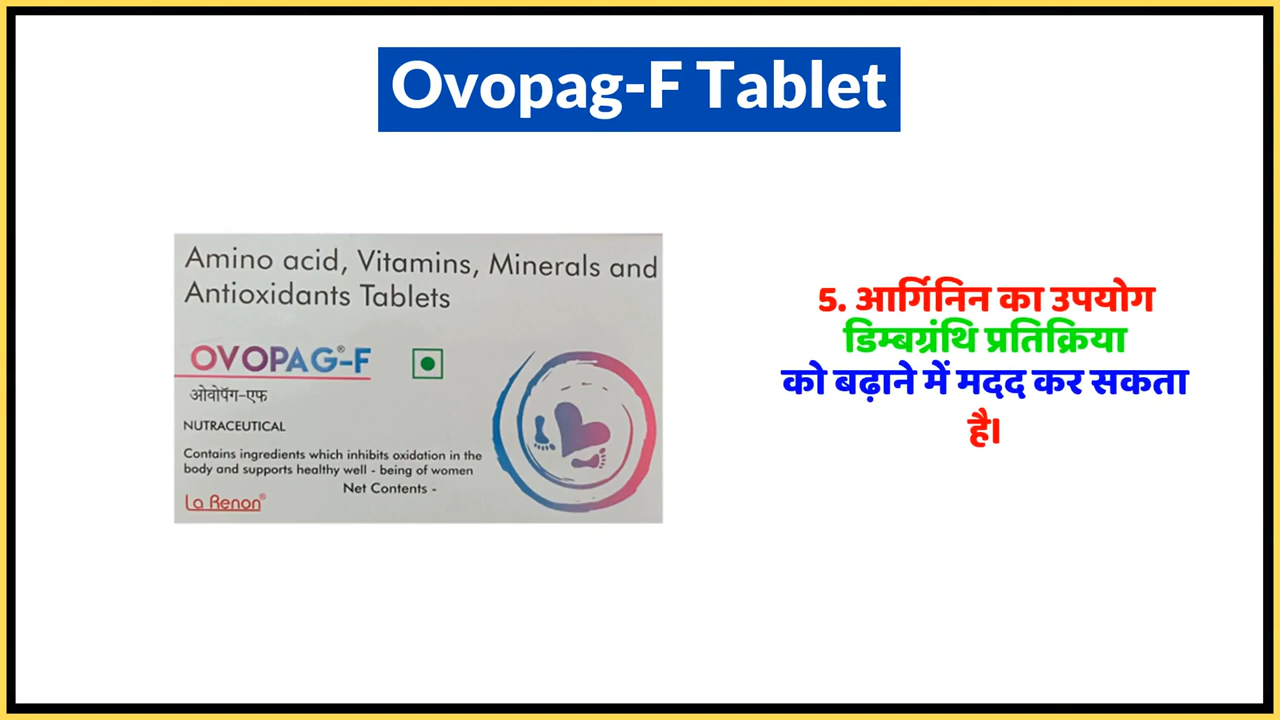 Ovopag-F Tablet
Amino acid, Vitamins, Minerals and
Antioxidants Tablets
OVOPAG®-F
ओवोपॅग-एफ
NUTRACEUTICAL
Contains ingredients which inhibits oxidation in the
body and supports healthy well - being of women
Net Contents -
La Renon®
5. आर्गिनिन का उपयोग
डिम्बग्रंथि प्रतिक्रिया
को बढ़ाने में मदद कर सकता
है।